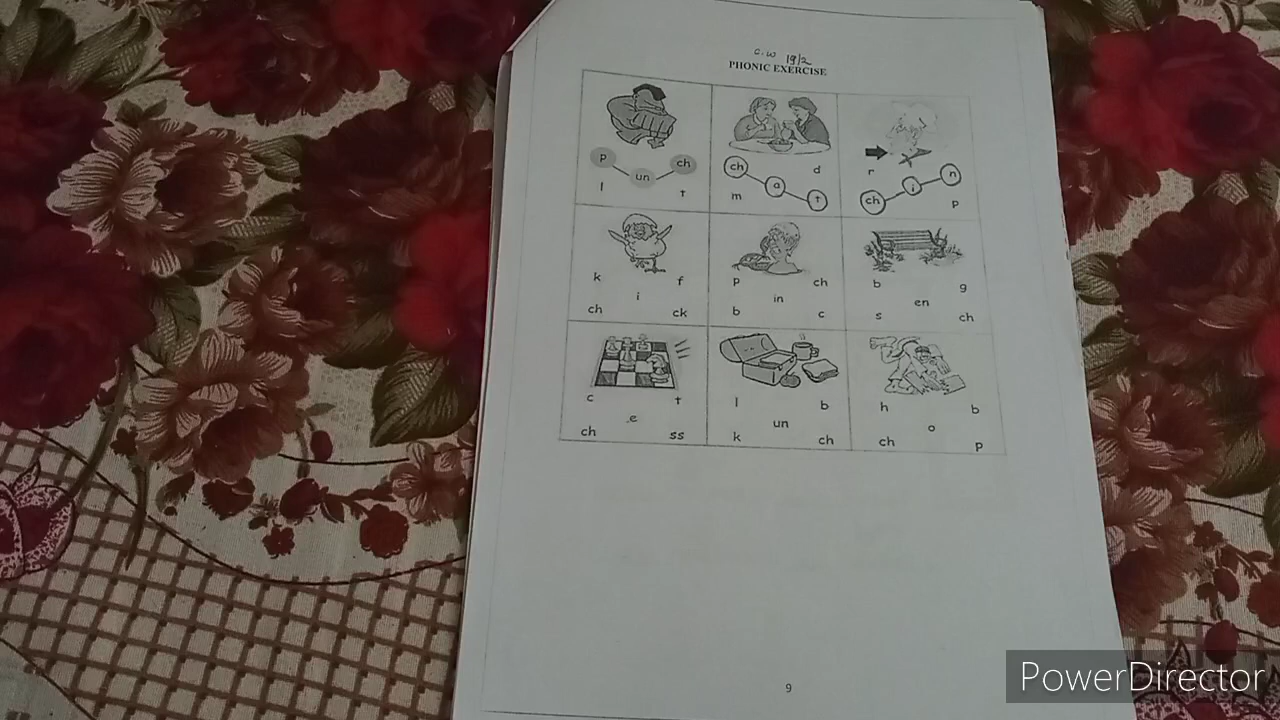 c.w 19/2
PHONIC EXERCISE
p ch
un
l t
ch d
a
m t
r n
i
ch p
k f
i
ch ck
p ch
in
b c
b g
en
s ch
c t
e
ch ss
l b
un
k ch
h b
o
ch p
9
PowerDirector